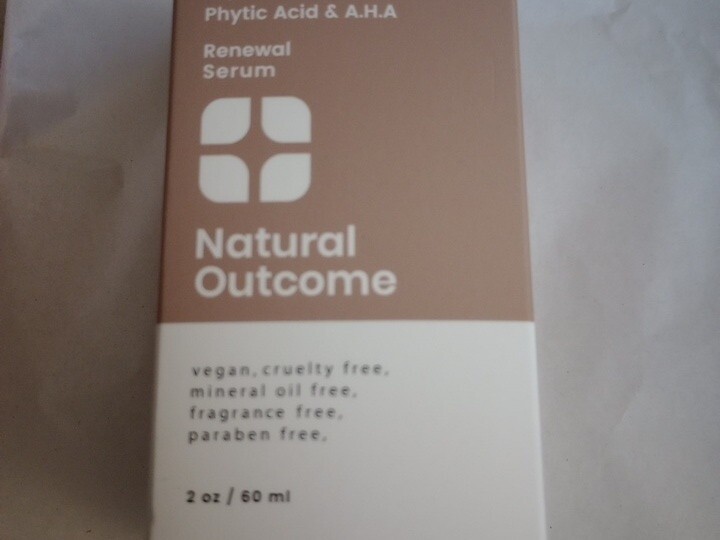 Phytic Acid & A.H.A
Renewal
Serum
Natural
Outcome
vegan, cruelty free,
mineral oil free,
fragrance free,
paraben free,
2 oz / 60 ml